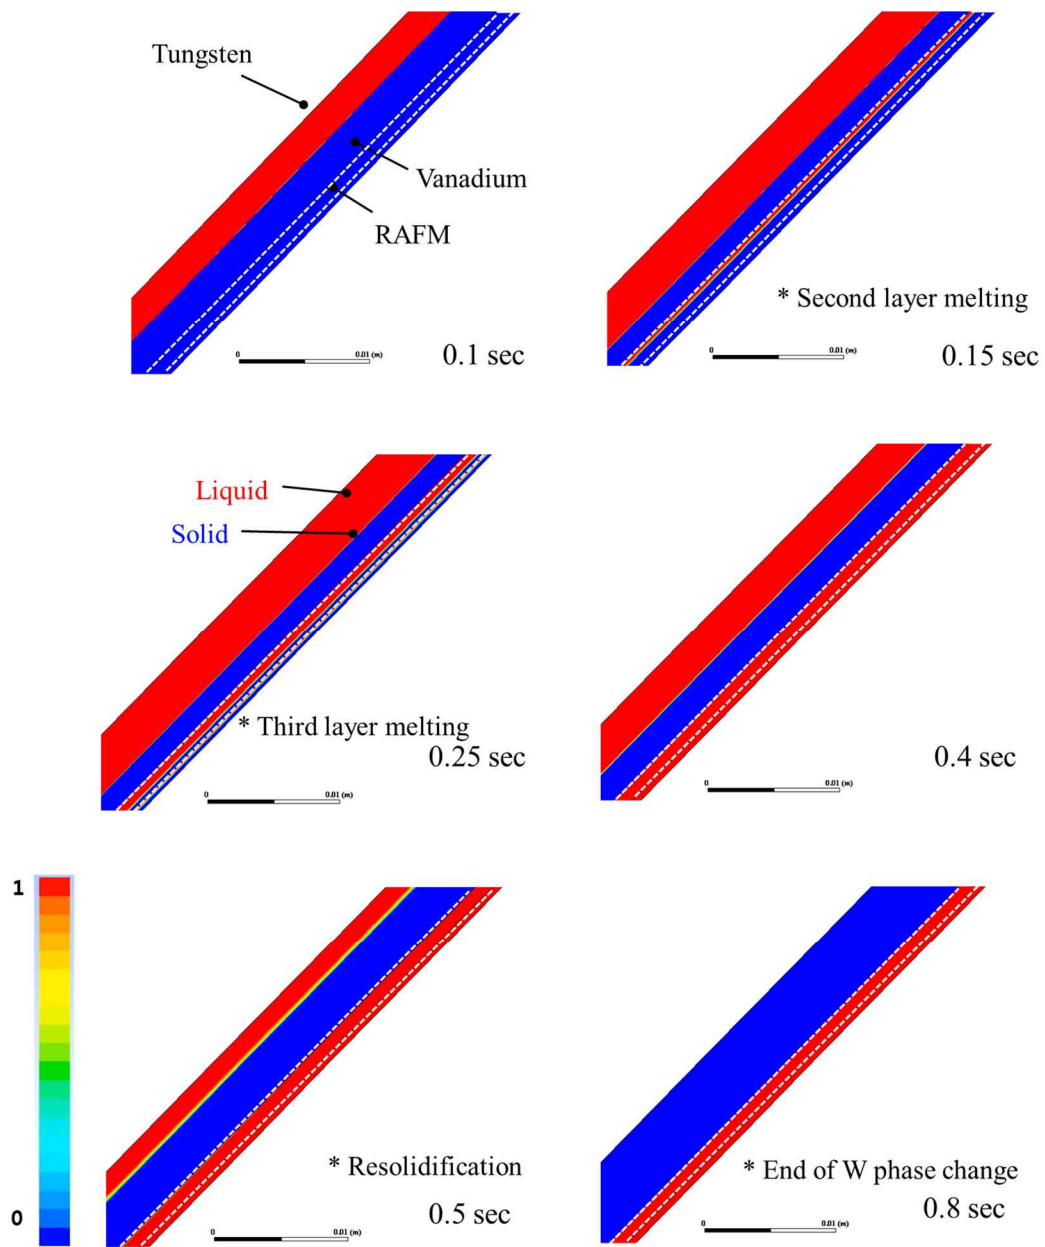 Tungsten
Vanadium
RAFM
0 0.01 (m)
0.1 sec
* Second layer melting
0 0.01 (m)
0.15 sec
Liquid
Solid
* Third layer melting
0 0.01 (m)
0.25 sec
0 0.01 (m)
0.4 sec
1
0
* Resolidification
0 0.01 (m)
0.5 sec
* End of W phase change
0 0.01 (m)
0.8 sec